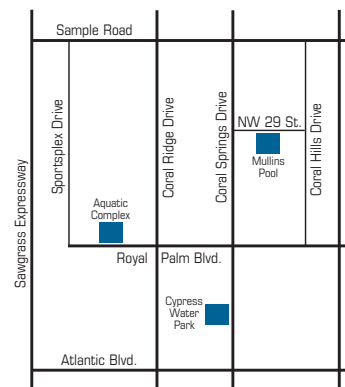 Sample Road
Sawgrass Expressway
Sportsplex Drive
Coral Ridge Drive
Coral Springs Drive
NW 29 St.
Mullins
Pool
Coral Hills Drive
Aquatic
Complex
Royal Palm Blvd.
Cypress
Water
Park
Atlantic Blvd.